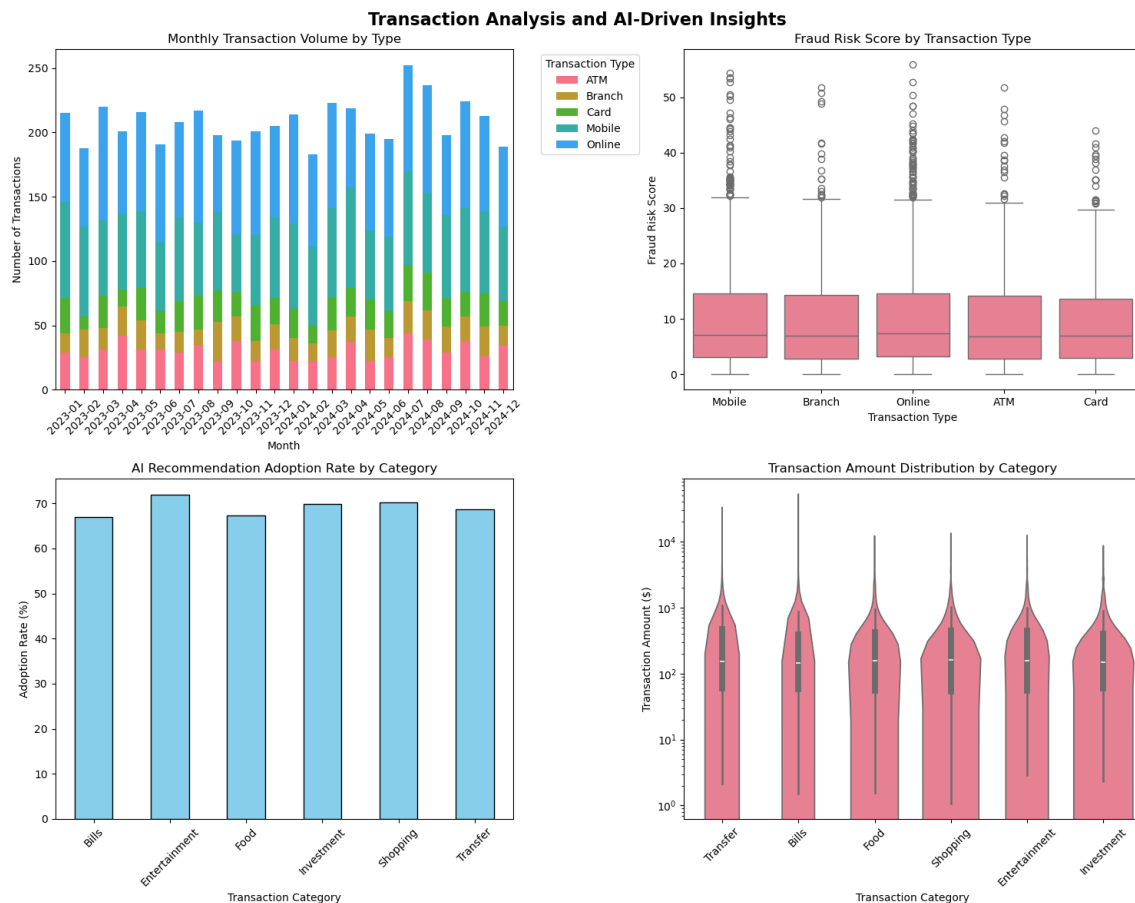 Transaction Analysis and AI-Driven Insights
Monthly Transaction Volume by Type
Number of Transactions
250
200
150
100
50
0
2023-01
2023-02
2023-03
2023-04
2023-05
2023-06
2023-07
2023-08
2023-09
2023-10
2023-11
2023-12
2024-01
2024-02
2024-03
2024-04
2024-05
2024-06
2024-07
2024-08
2024-09
2024-10
2024-11
2024-12
Month
Transaction Type
ATM
Branch
Card
Mobile
Online
Fraud Risk Score by Transaction Type
Fraud Risk Score
50
40
30
20
10
0
Mobile
Branch
Online
ATM
Card
Transaction Type
AI Recommendation Adoption Rate by Category
Adoption Rate (%)
70
60
50
40
30
20
10
0
Bills
Entertainment
Food
Investment
Shopping
Transfer
Transaction Category
Transaction Amount Distribution by Category
Transaction Amount ($)
10⁴
10³
10²
10¹
10⁰
Transfer
Bills
Food
Shopping
Entertainment
Investment
Transaction Category